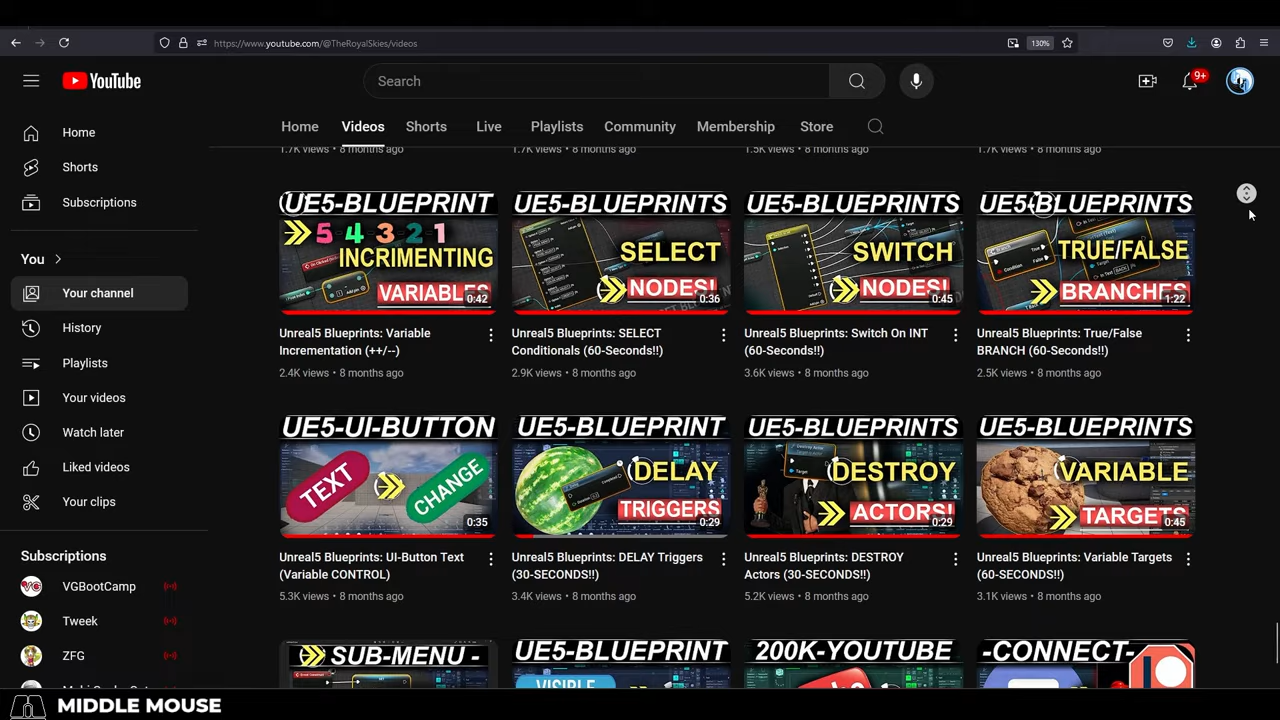 https://www.youtube.com/@TheRoyalSkies/videos
130%
YouTube
Search
9+
Home
Videos
Shorts
Live
Playlists
Community
Membership
Store
Home
Shorts
Subscriptions
You
Your channel
History
Playlists
Your videos
Watch later
Liked videos
Your clips
Subscriptions
VGBootCamp
Tweek
ZFG
1.7K views • 8 months ago
1.7K views • 8 months ago
1.5K views • 8 months ago
1.7K views • 8 months ago
UE5-BLUEPRINT
5 4 3 2 1
INCRIMENTING
VARIABLES
0:42
Unreal5 Blueprints: Variable
Incrementation (++/--)
2.4K views • 8 months ago
UE5-BLUEPRINTS
SELECT
NODES!
0:36
Unreal5 Blueprints: SELECT
Conditionals (60-Seconds!!)
2.9K views • 8 months ago
UE5-BLUEPRINTS
SWITCH
NODES!
0:45
Unreal5 Blueprints: Switch On INT
(60-Seconds!!)
3.6K views • 8 months ago
UE5-BLUEPRINTS
TRUE/FALSE
BRANCHES
1:22
Unreal5 Blueprints: True/False
BRANCH (60-Seconds!!)
2.5K views • 8 months ago
UE5-UI-BUTTON
TEXT
CHANGE
0:35
Unreal5 Blueprints: UI-Button Text
(Variable CONTROL)
5.3K views • 8 months ago
UE5-BLUEPRINT
DELAY
TRIGGERS
0:29
Unreal5 Blueprints: DELAY Triggers
(30-SECONDS!!)
3.4K views • 8 months ago
UE5-BLUEPRINTS
DESTROY
ACTORS!
0:29
Unreal5 Blueprints: DESTROY
Actors (30-SECONDS!!)
5.2K views • 8 months ago
UE5-BLUEPRINTS
VARIABLE
TARGETS
0:45
Unreal5 Blueprints: Variable Targets
(60-SECONDS!!)
3.1K views • 8 months ago
- SUB-MENU -
UE5-BLUEPRINT
VISIBLE
200K-YOUTUBE
-CONNECT-
MIDDLE MOUSE